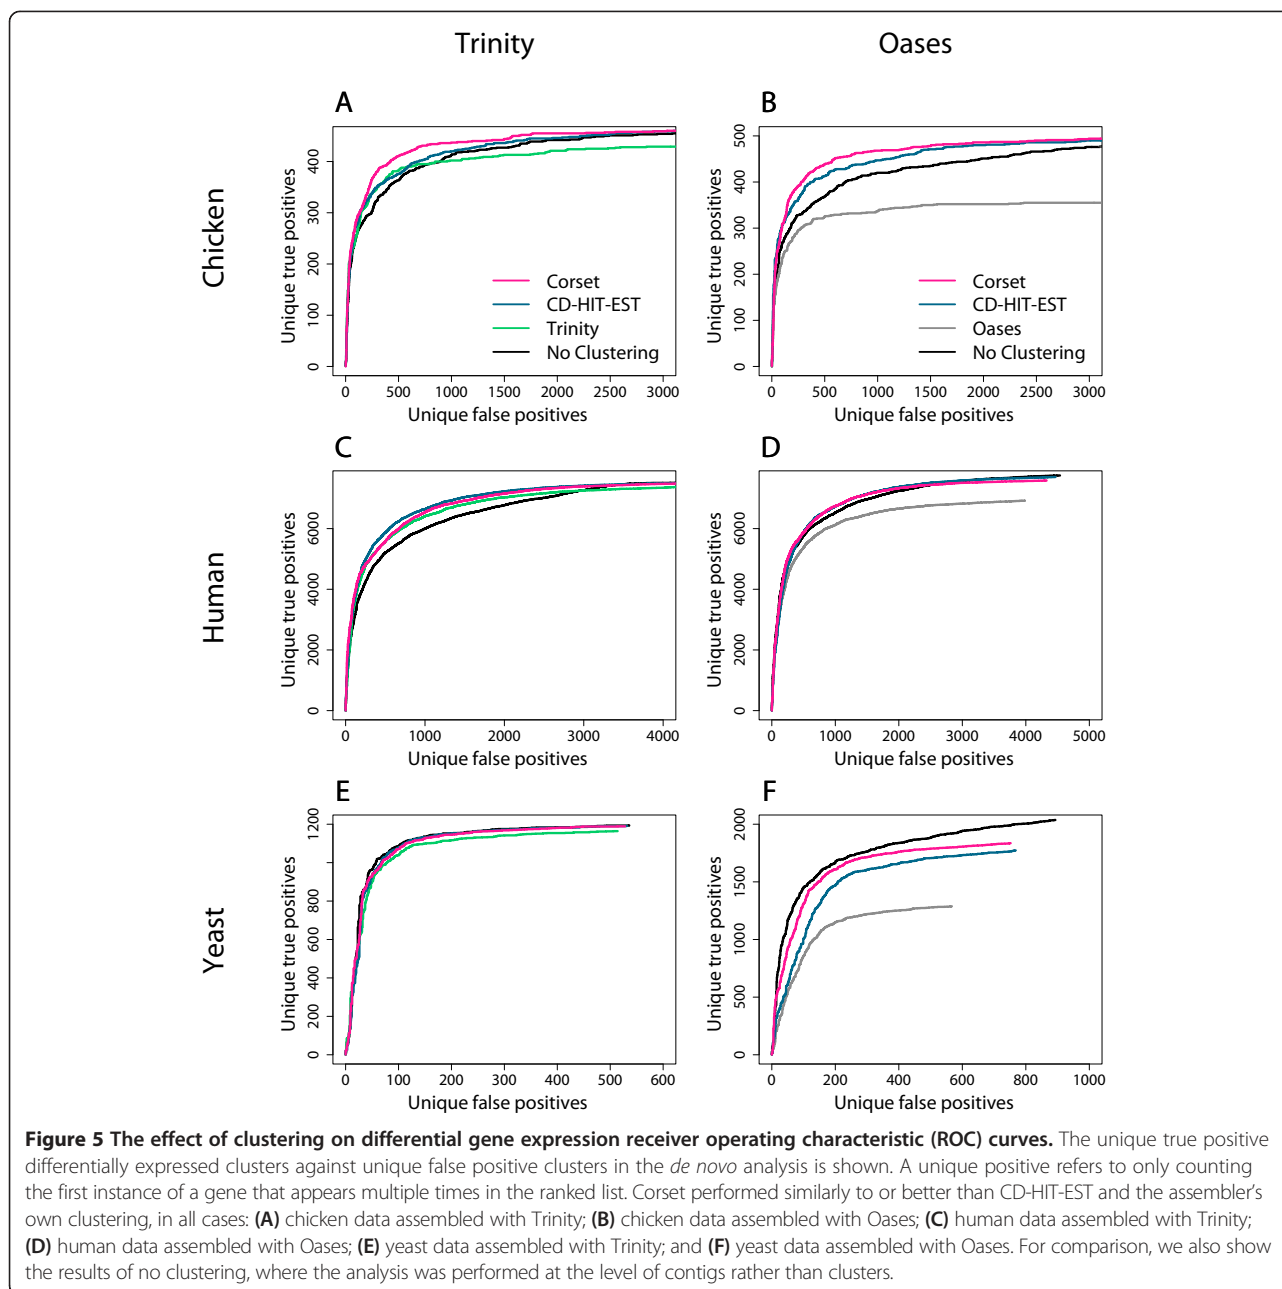 Trinity
Oases
Chicken
Human
Yeast
A
Unique true positives
0 100 200 300 400
Corset
CD-HIT-EST
Trinity
No Clustering
0 500 1000 1500 2000 2500 3000
Unique false positives
B
Unique true positives
0 100 200 300 400 500
Corset
CD-HIT-EST
Oases
No Clustering
0 500 1000 1500 2000 2500 3000
Unique false positives
C
Unique true positives
0 2000 4000 6000
0 1000 2000 3000 4000
Unique false positives
D
Unique true positives
0 2000 4000 6000
0 1000 2000 3000 4000 5000
Unique false positives
E
Unique true positives
0 200 400 600 800 1200
0 100 200 300 400 500 600
Unique false positives
F
Unique true positives
0 500 1000 1500 2000
0 200 400 600 800 1000
Unique false positives
Figure 5 The effect of clustering on differential gene expression receiver operating characteristic (ROC) curves. The unique true positive
differentially expressed clusters against unique false positive clusters in the de novo analysis is shown. A unique positive refers to only counting
the first instance of a gene that appears multiple times in the ranked list. Corset performed similarly to or better than CD-HIT-EST and the assembler's
own clustering, in all cases: (A) chicken data assembled with Trinity; (B) chicken data assembled with Oases; (C) human data assembled with Trinity;
(D) human data assembled with Oases; (E) yeast data assembled with Trinity; and (F) yeast data assembled with Oases. For comparison, we also show
the results of no clustering, where the analysis was performed at the level of contigs rather than clusters.